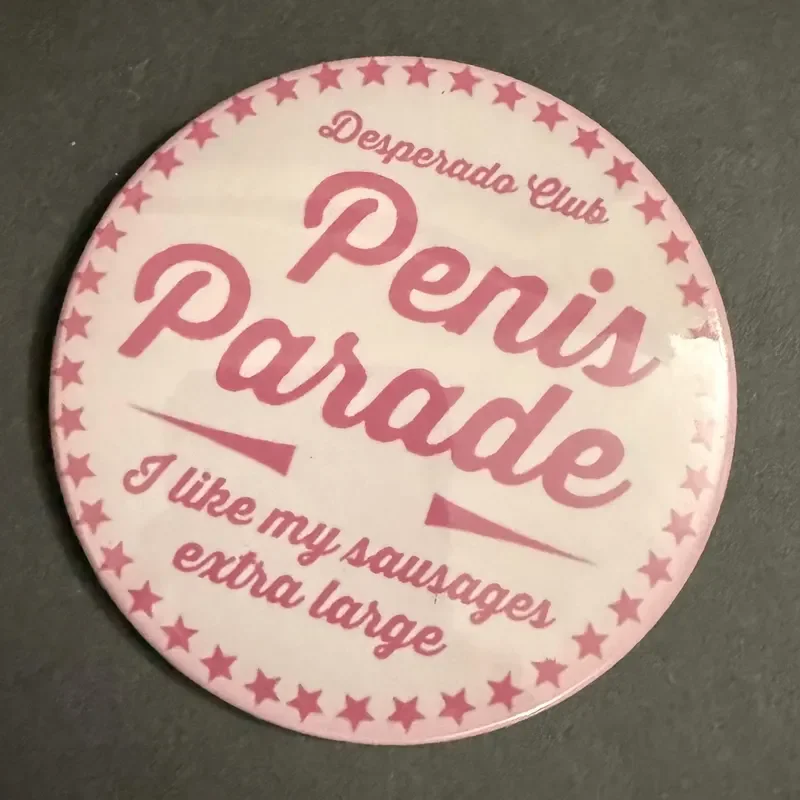 Desperado Club
Penis
Parade
I like my sausages
extra large